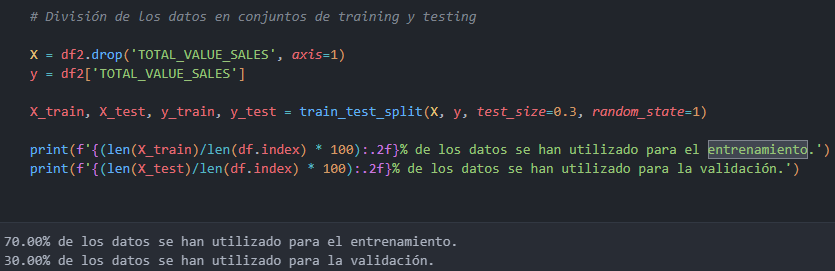 # División de los datos en conjuntos de training y testing
X = df2.drop('TOTAL_VALUE_SALES', axis=1)
y = df2['TOTAL_VALUE_SALES']
X_train, X_test, y_train, y_test = train_test_split(X, y, test_size=0.3, random_state=1)
print(f'{(len(X_train)/len(df.index) * 100):.2f}% de los datos se han utilizado para el entrenamiento.')
print(f'{(len(X_test)/len(df.index) * 100):.2f}% de los datos se han utilizado para la validación.')
70.00% de los datos se han utilizado para el entrenamiento.
30.00% de los datos se han utilizado para la validación.